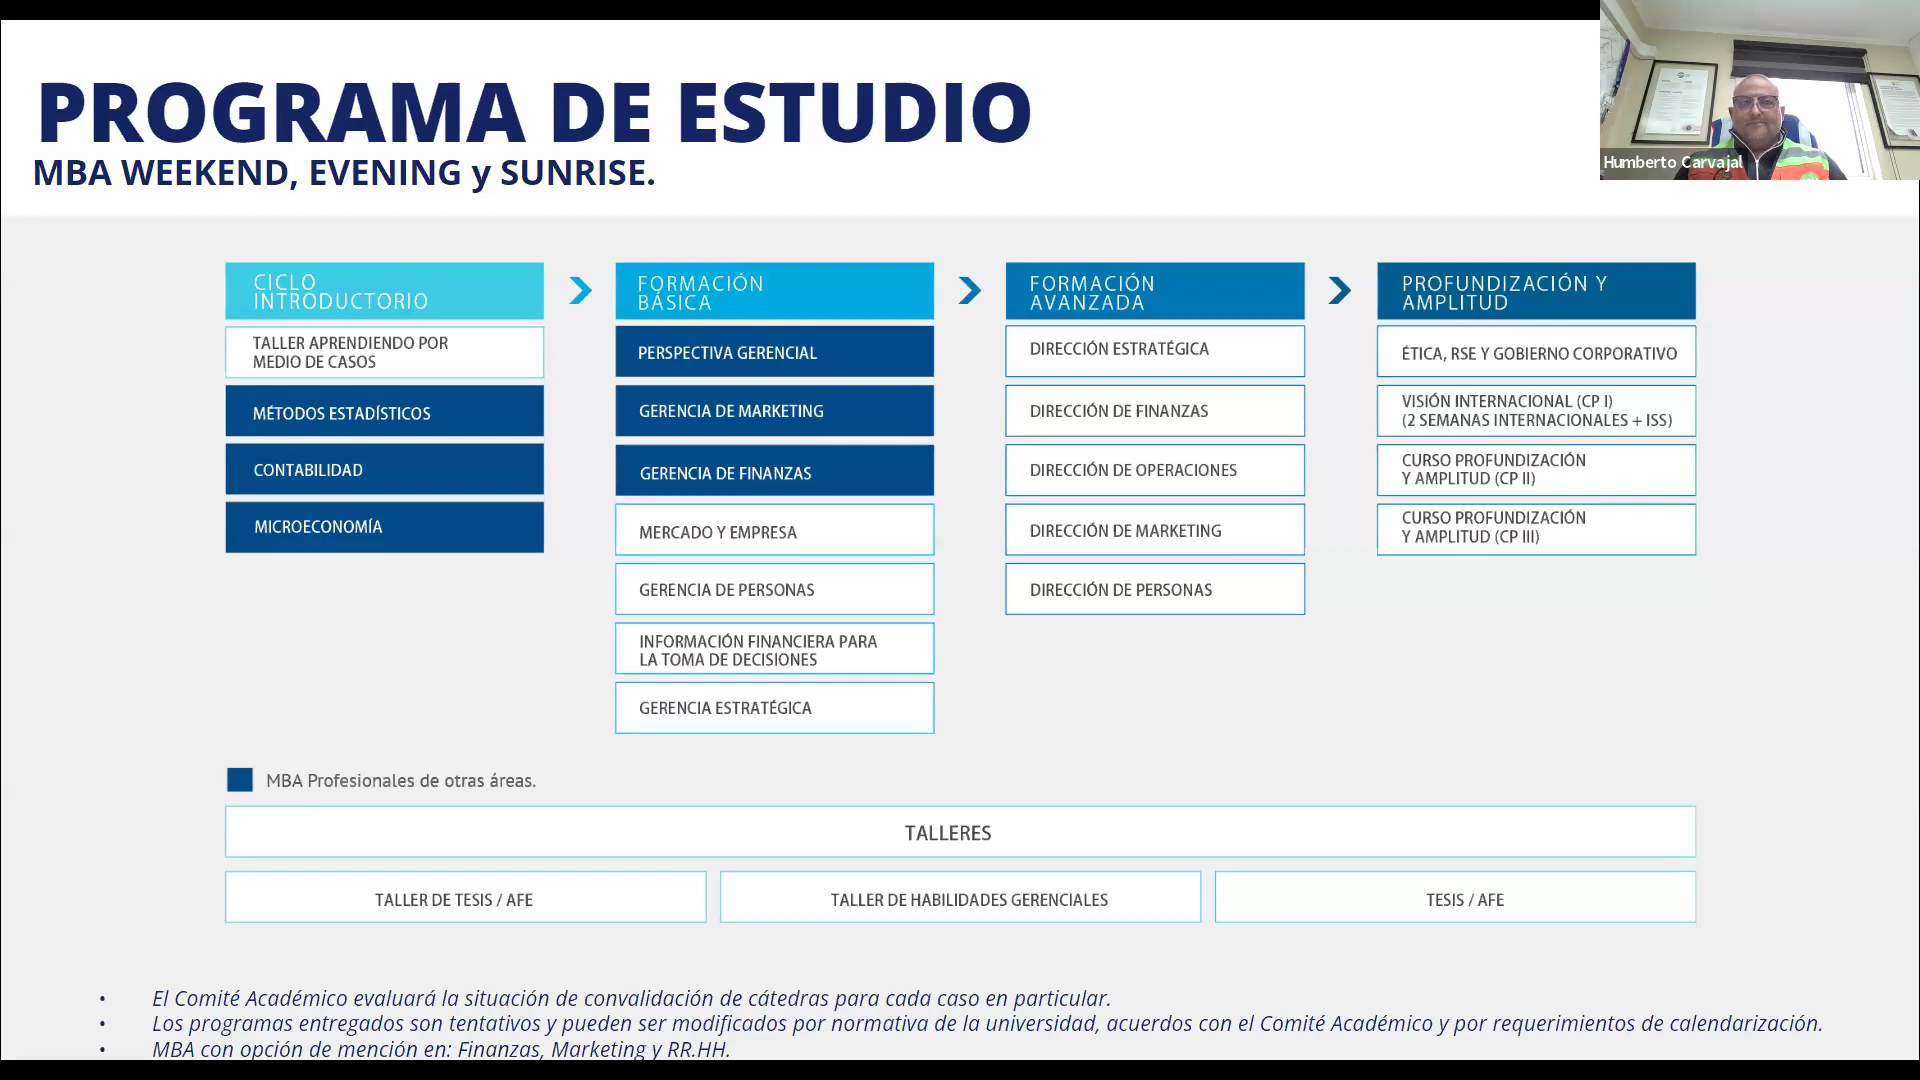 PROGRAMA DE ESTUDIO
MBA WEEKEND, EVENING y SUNRISE.
Humberto Carvajal
CICLO
INTRODUCTORIO
TALLER APRENDIENDO POR
MEDIO DE CASOS
MÉTODOS ESTADÍSTICOS
CONTABILIDAD
MICROECONOMÍA
FORMACIÓN
BÁSICA
PERSPECTIVA GERENCIAL
GERENCIA DE MARKETING
GERENCIA DE FINANZAS
MERCADO Y EMPRESA
GERENCIA DE PERSONAS
INFORMACIÓN FINANCIERA PARA
LA TOMA DE DECISIONES
GERENCIA ESTRATÉGICA
FORMACIÓN
AVANZADA
DIRECCIÓN ESTRATÉGICA
DIRECCIÓN DE FINANZAS
DIRECCIÓN DE OPERACIONES
DIRECCIÓN DE MARKETING
DIRECCIÓN DE PERSONAS
PROFUNDIZACIÓN Y
AMPLITUD
ÉTICA, RSE Y GOBIERNO CORPORATIVO
VISIÓN INTERNACIONAL (CP I)
(2 SEMANAS INTERNACIONALES + ISS)
CURSO PROFUNDIZACIÓN
Y AMPLITUD (CP II)
CURSO PROFUNDIZACIÓN
Y AMPLITUD (CP III)
MBA Profesionales de otras áreas.
TALLERES
TALLER DE TESIS / AFE
TALLER DE HABILIDADES GERENCIALES
TESIS / AFE
• El Comité Académico evaluará la situación de convalidación de cátedras para cada caso en particular.
• Los programas entregados son tentativos y pueden ser modificados por normativa de la universidad, acuerdos con el Comité Académico y por requerimientos de calendarización.
• MBA con opción de mención en: Finanzas, Marketing y RR.HH.